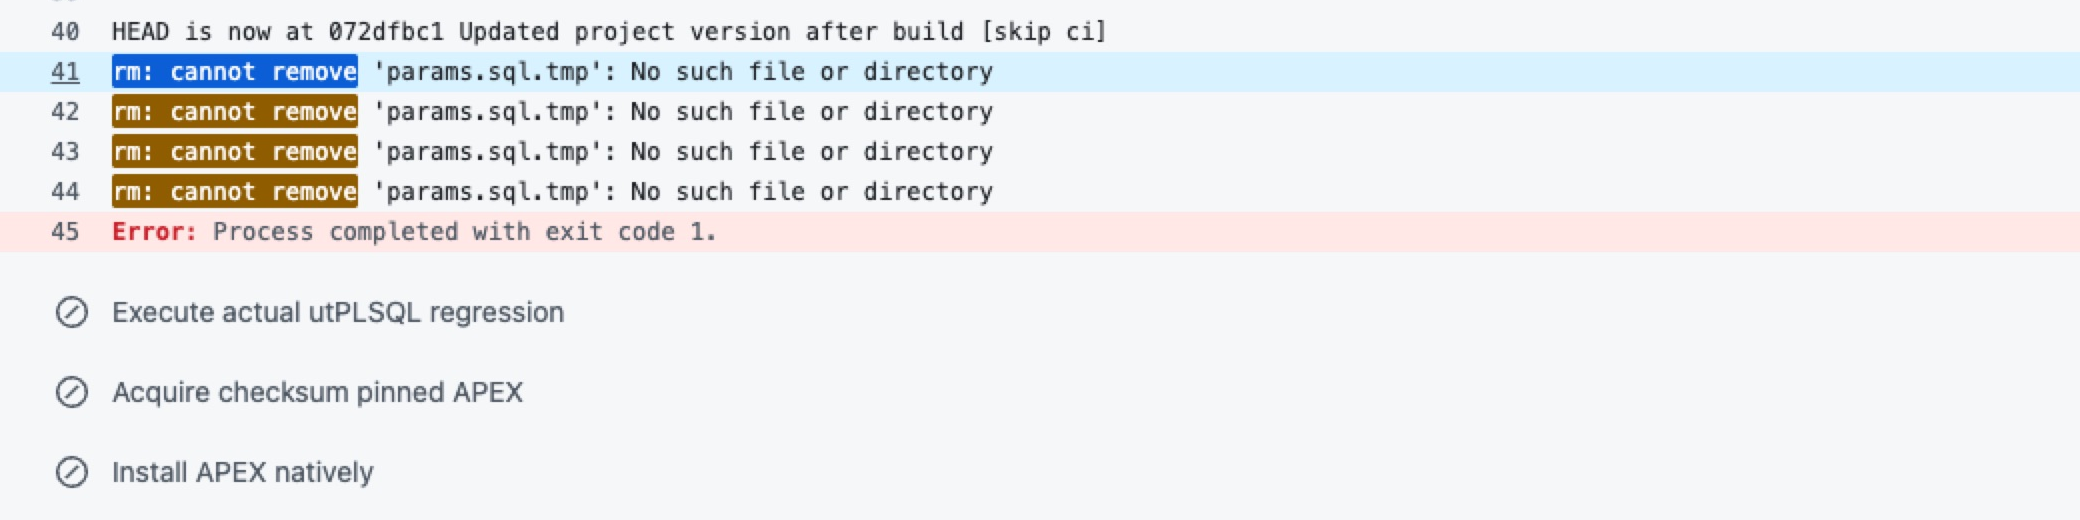 40 HEAD is now at 072dfbc1 Updated project version after build [skip ci]
41 rm: cannot remove 'params.sql.tmp': No such file or directory
42 rm: cannot remove 'params.sql.tmp': No such file or directory
43 rm: cannot remove 'params.sql.tmp': No such file or directory
44 rm: cannot remove 'params.sql.tmp': No such file or directory
45 Error: Process completed with exit code 1.
Execute actual utPLSQL regression
Acquire checksum pinned APEX
Install APEX natively